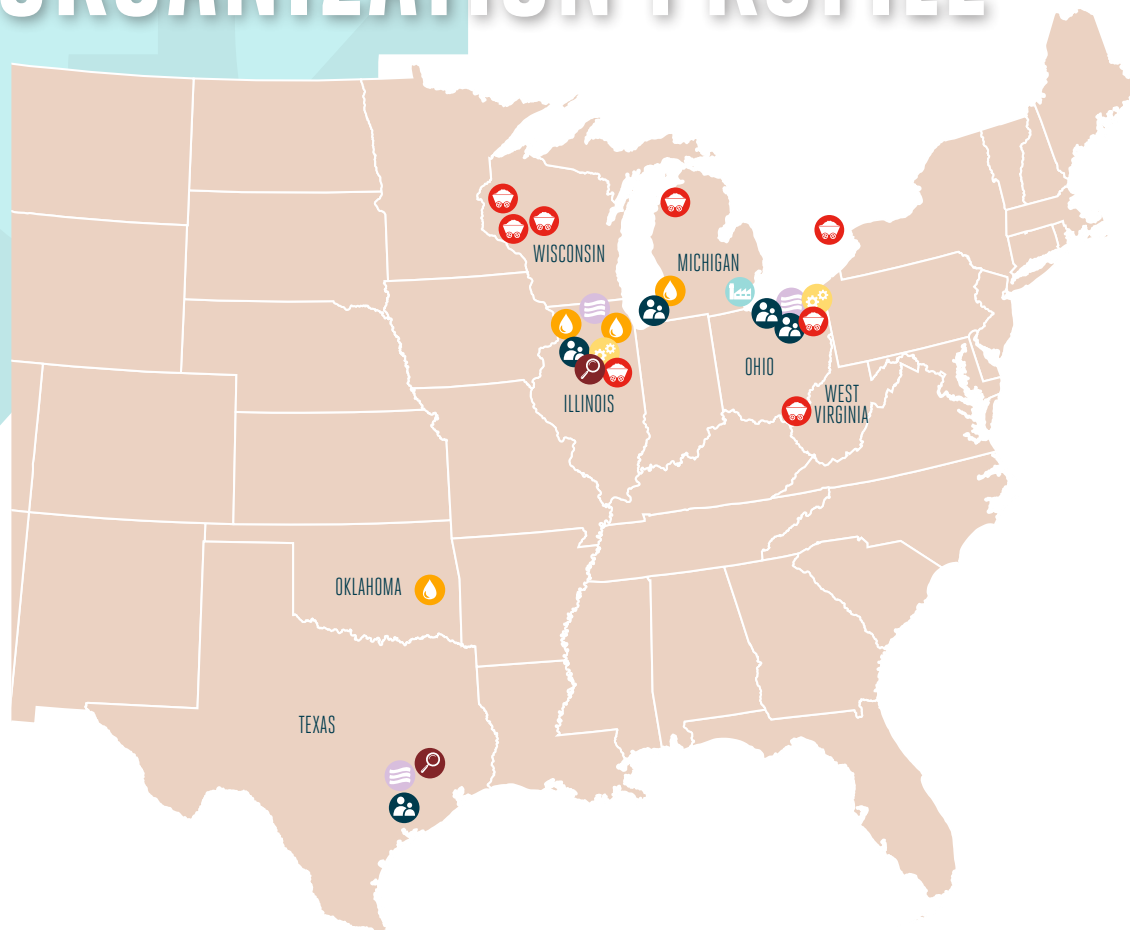 ORGANIZATION PROFILE
WISCONSIN
MICHIGAN
OHIO
WEST
VIRGINIA
ILLINOIS
OKLAHOMA
TEXAS